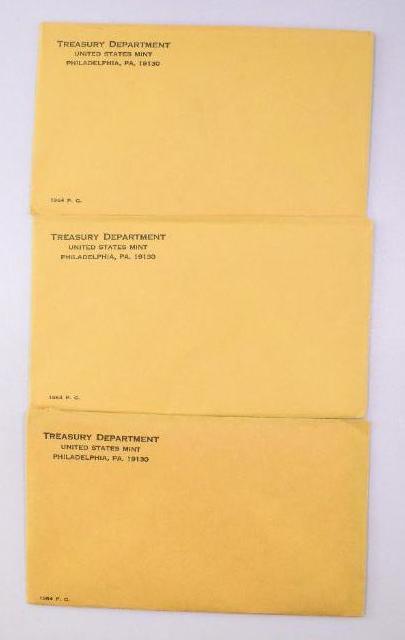 TREASURY DEPARTMENT
UNITED STATES MINT
PHILADELPHIA, PA. 19130
1964 P. C.
TREASURY DEPARTMENT
UNITED STATES MINT
PHILADELPHIA, PA. 19130
1964 P. C.
TREASURY DEPARTMENT
UNITED STATES MINT
PHILADELPHIA, PA. 19130
1964 P. C.